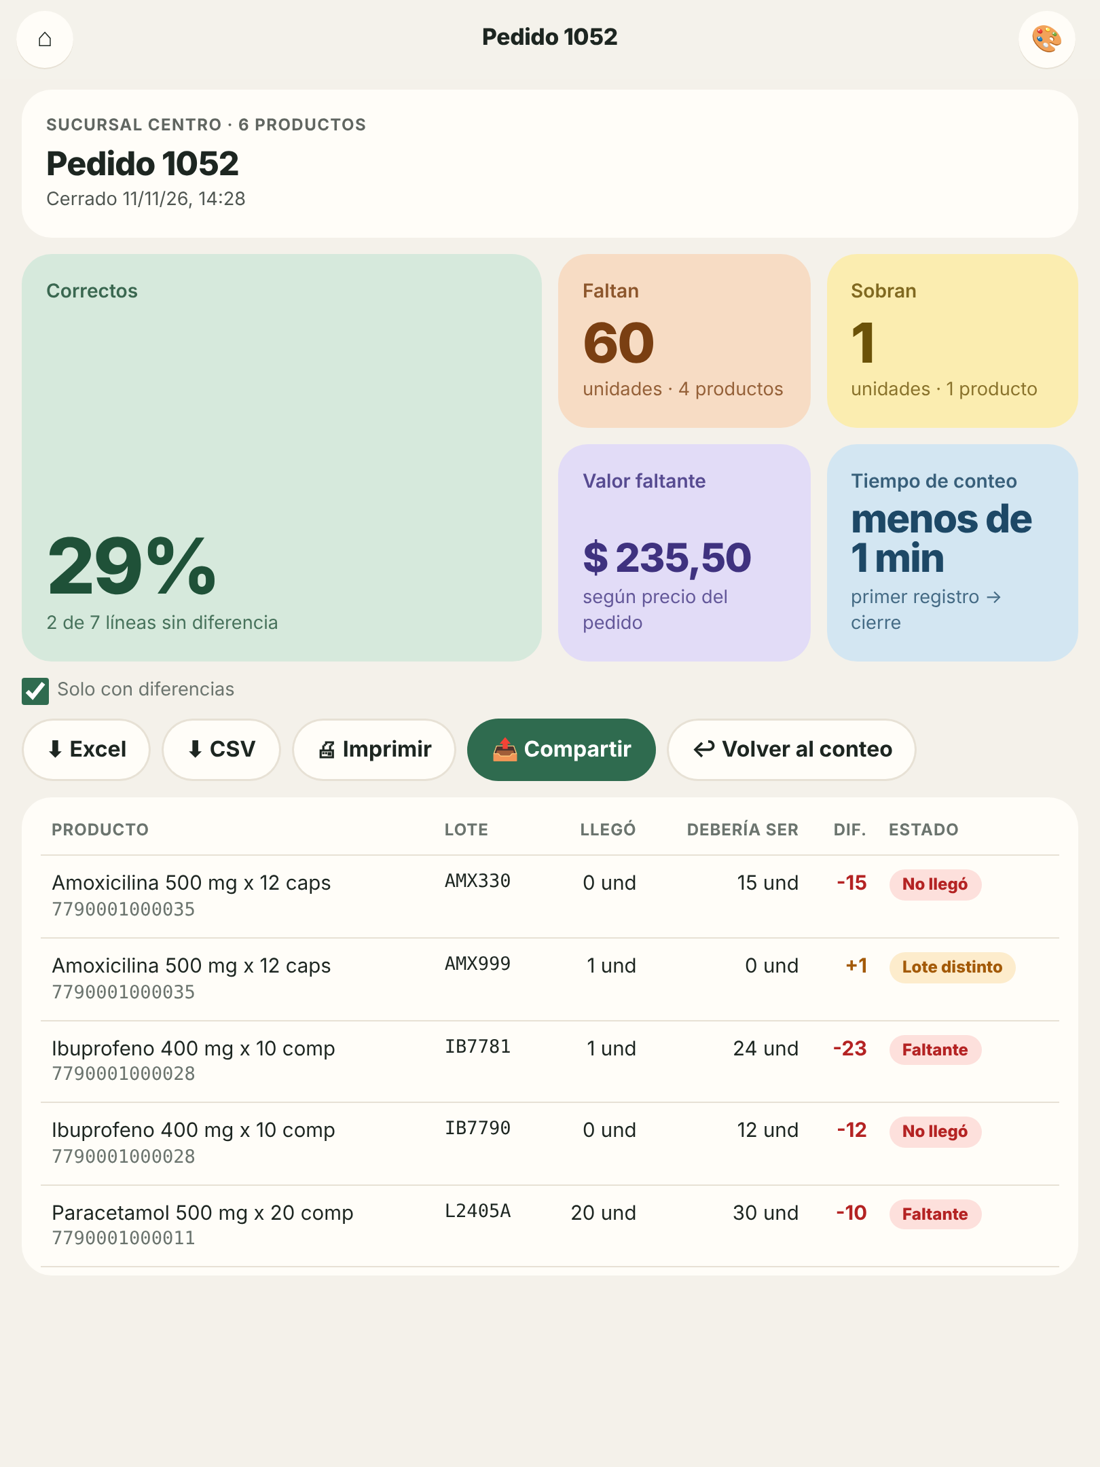 Pedido 1052
SUCURSAL CENTRO · 6 PRODUCTOS
Pedido 1052
Cerrado 11/11/26, 14:28
Correctos
29%
2 de 7 líneas sin diferencia
Faltan
60
unidades · 4 productos
Sobran
1
unidades · 1 producto
Valor faltante
$ 235,50
según precio del
pedido
Tiempo de conteo
menos de
1 min
primer registro →
cierre
Solo con diferencias
⬇ Excel
⬇ CSV
🖨 Imprimir
📤 Compartir
↩ Volver al conteo
PRODUCTO LOTE LLEGÓ DEBERÍA SER DIF. ESTADO
Amoxicilina 500 mg x 12 caps AMX330 0 und 15 und -15 No llegó
7790001000035
Amoxicilina 500 mg x 12 caps AMX999 1 und 0 und +1 Lote distinto
7790001000035
Ibuprofeno 400 mg x 10 comp IB7781 1 und 24 und -23 Faltante
7790001000028
Ibuprofeno 400 mg x 10 comp IB7790 0 und 12 und -12 No llegó
7790001000028
Paracetamol 500 mg x 20 comp L2405A 20 und 30 und -10 Faltante
7790001000011